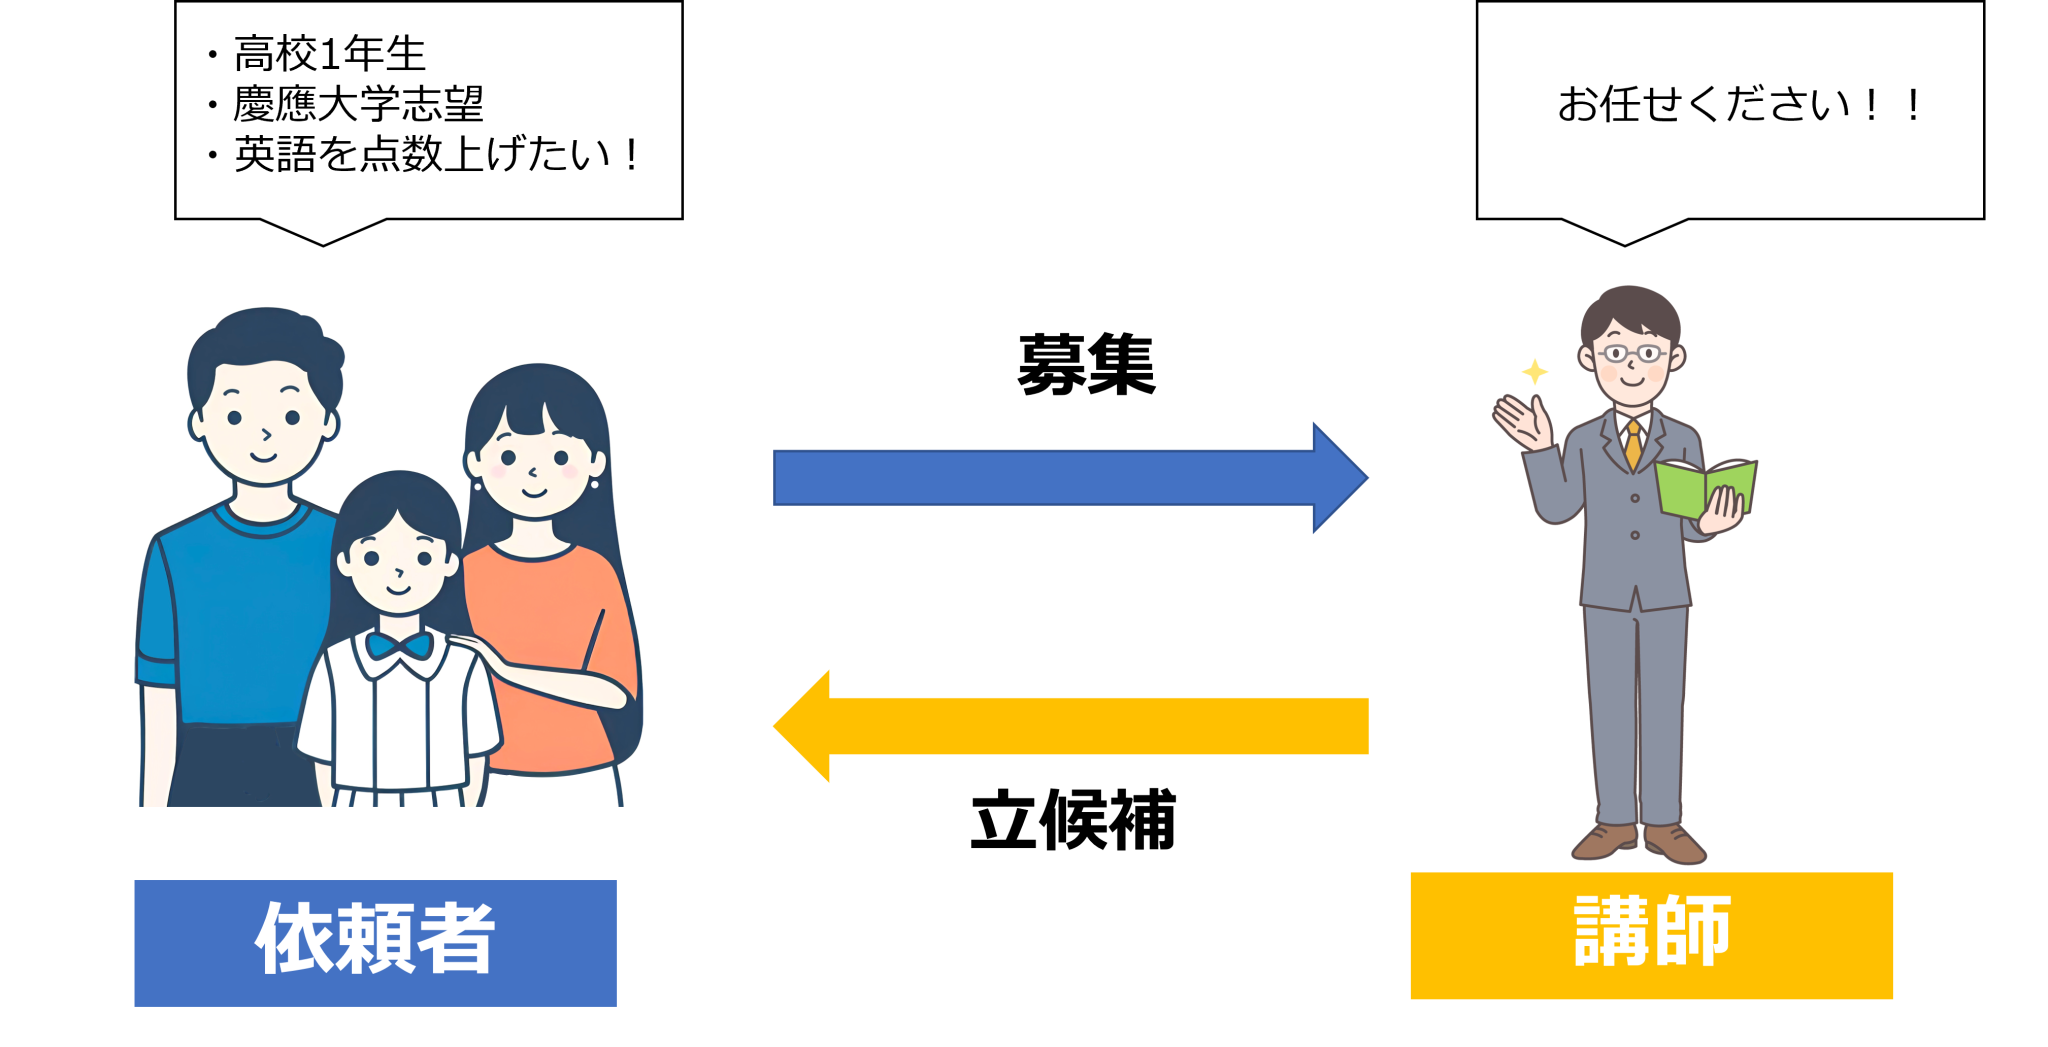 ・高校1年生
・慶應大学志望
・英語を点数上げたい！
お任せください！！
募集
立候補
依頼者
講師